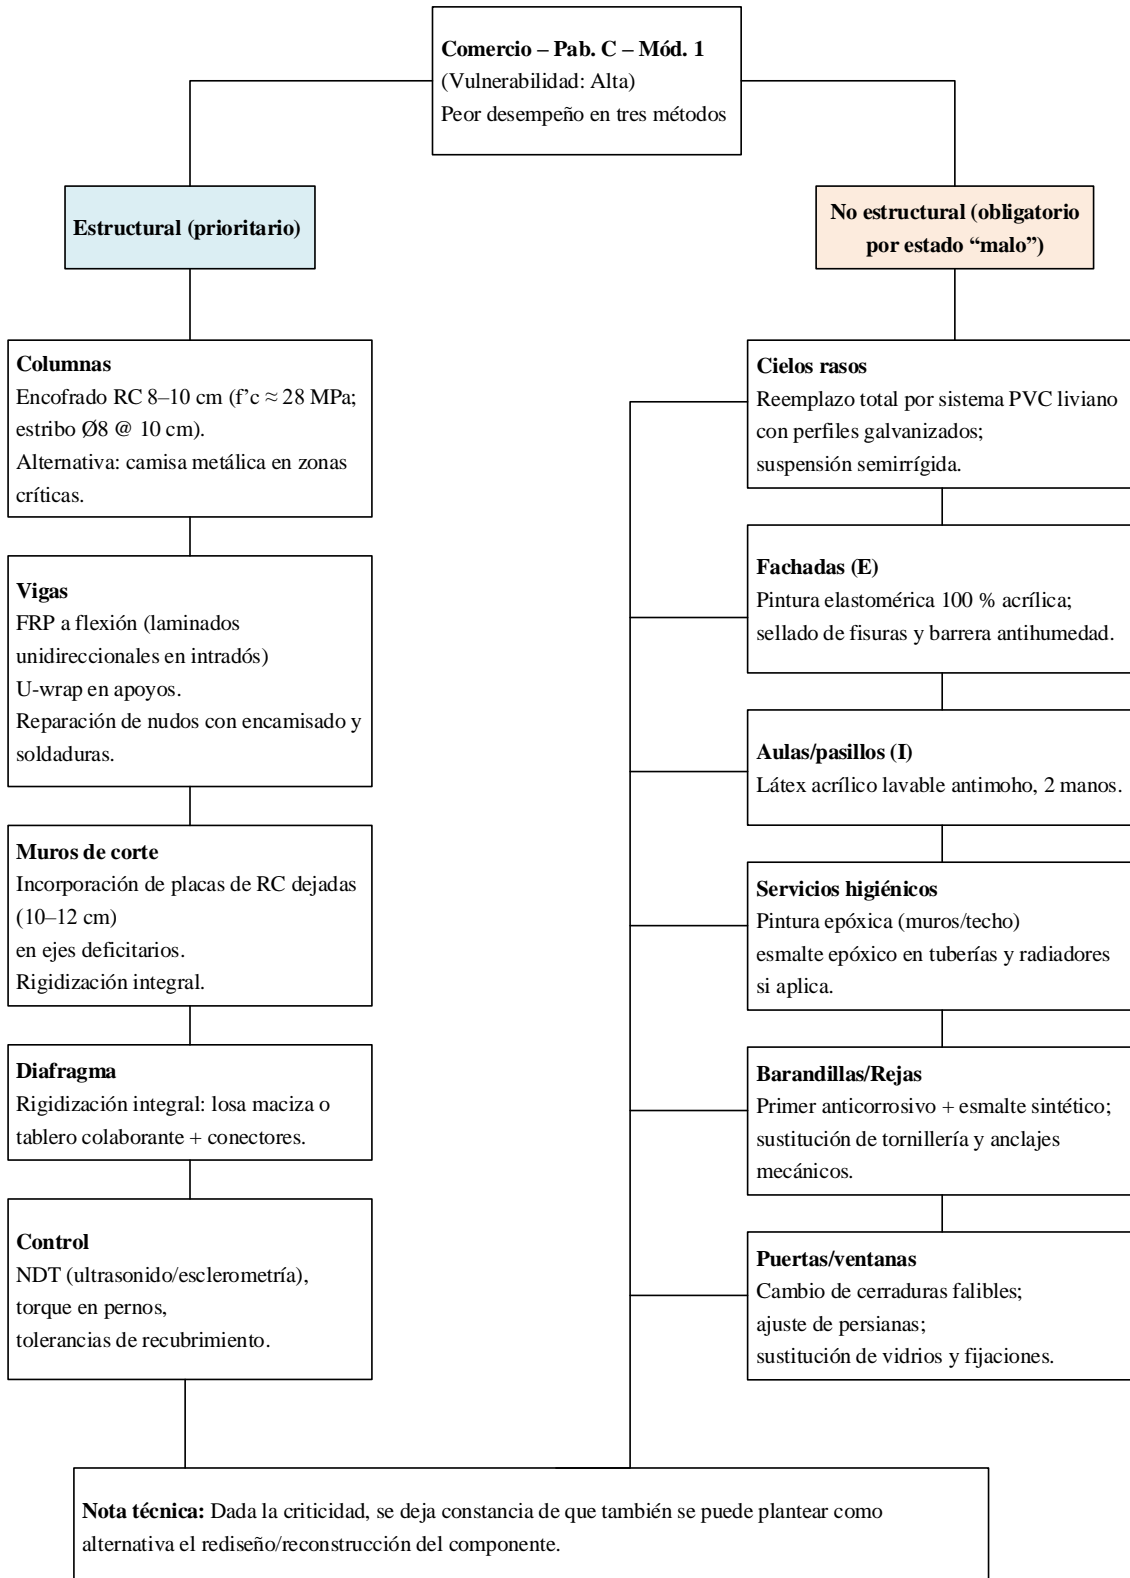 Comercio – Pab. C – Mód. 1
(Vulnerabilidad: Alta)
Peor desempeño en tres métodos
Estructural (prioritario)
No estructural (obligatorio
por estado “malo”)
Columnas
Encofrado RC 8–10 cm (f’c ≈ 28 MPa;
estribo Ø8 @ 10 cm).
Alternativa: camisa metálica en zonas
críticas.
Vigas
FRP a flexión (laminados
unidireccionales en intradós)
U-wrap en apoyos.
Reparación de nudos con encamisado y
soldaduras.
Muros de corte
Incorporación de placas de RC dejadas
(10–12 cm)
en ejes deficitarios.
Rigidización integral.
Diafragma
Rigidización integral: losa maciza o
tablero colaborante + conectores.
Control
NDT (ultrasonido/esclerometría),
torque en pernos,
tolerancias de recubrimiento.
Cielos rasos
Reemplazo total por sistema PVC liviano
con perfiles galvanizados;
suspensión semirrígida.
Fachadas (E)
Pintura elastomérica 100 % acrílica;
sellado de fisuras y barrera antihumedad.
Aulas/pasillos (I)
Látex acrílico lavable antimoho, 2 manos.
Servicios higiénicos
Pintura epóxica (muros/techo)
esmalte epóxico en tuberías y radiadores
si aplica.
Barandillas/Rejas
Primer anticorrosivo + esmalte sintético;
sustitución de tornillería y anclajes
mecánicos.
Puertas/ventanas
Cambio de cerraduras falibles;
ajuste de persianas;
sustitución de vidrios y fijaciones.
Nota técnica: Dada la criticidad, se deja constancia de que también se puede plantear como
alternativa el rediseño/reconstrucción del componente.